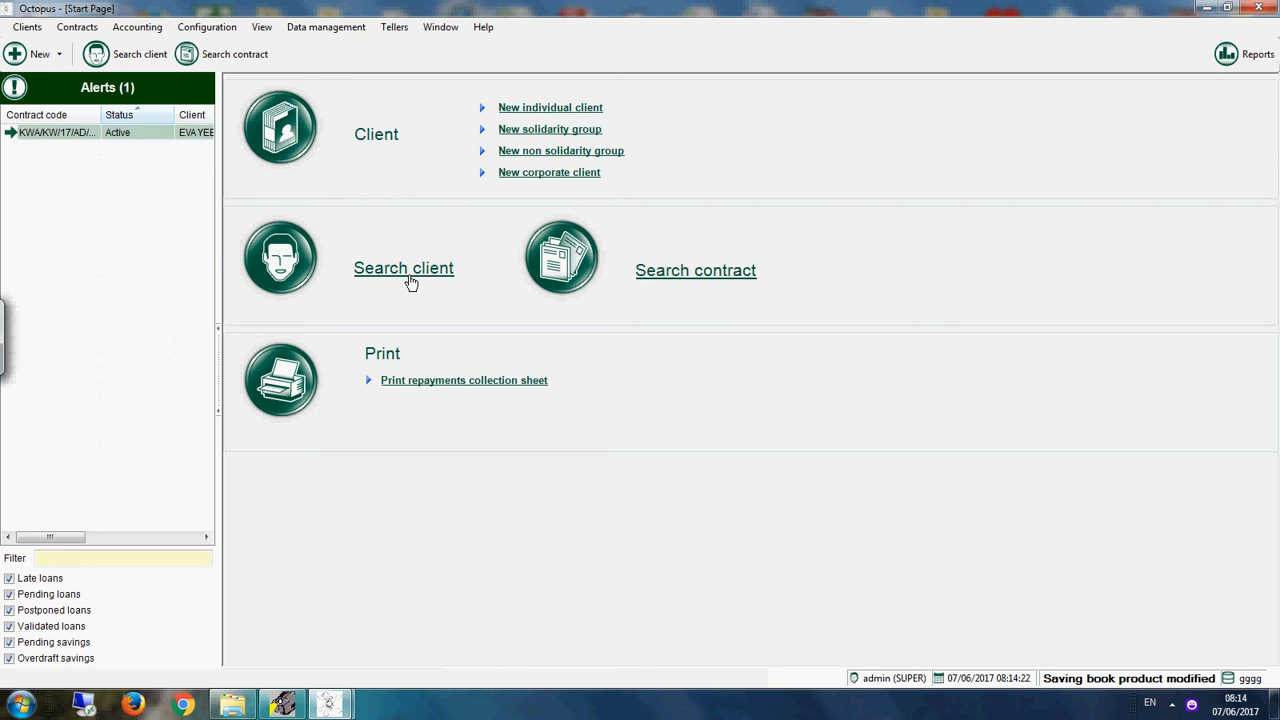 Octopus - [Start Page]
Clients Contracts Accounting Configuration View Data management Tellers Window Help
New Search client Search contract Reports
Alerts (1)
Contract code Status Client
KWA/KW/17/AD/... Active EVA YEE
Client
New individual client
New solidarity group
New non solidarity group
New corporate client
Search client
Search contract
Print
Print repayments collection sheet
Filter
Late loans
Pending loans
Postponed loans
Validated loans
Pending savings
Overdraft savings
admin (SUPER) 07/06/2017 08:14:22 Saving book product modified gggg
EN 08:14
07/06/2017